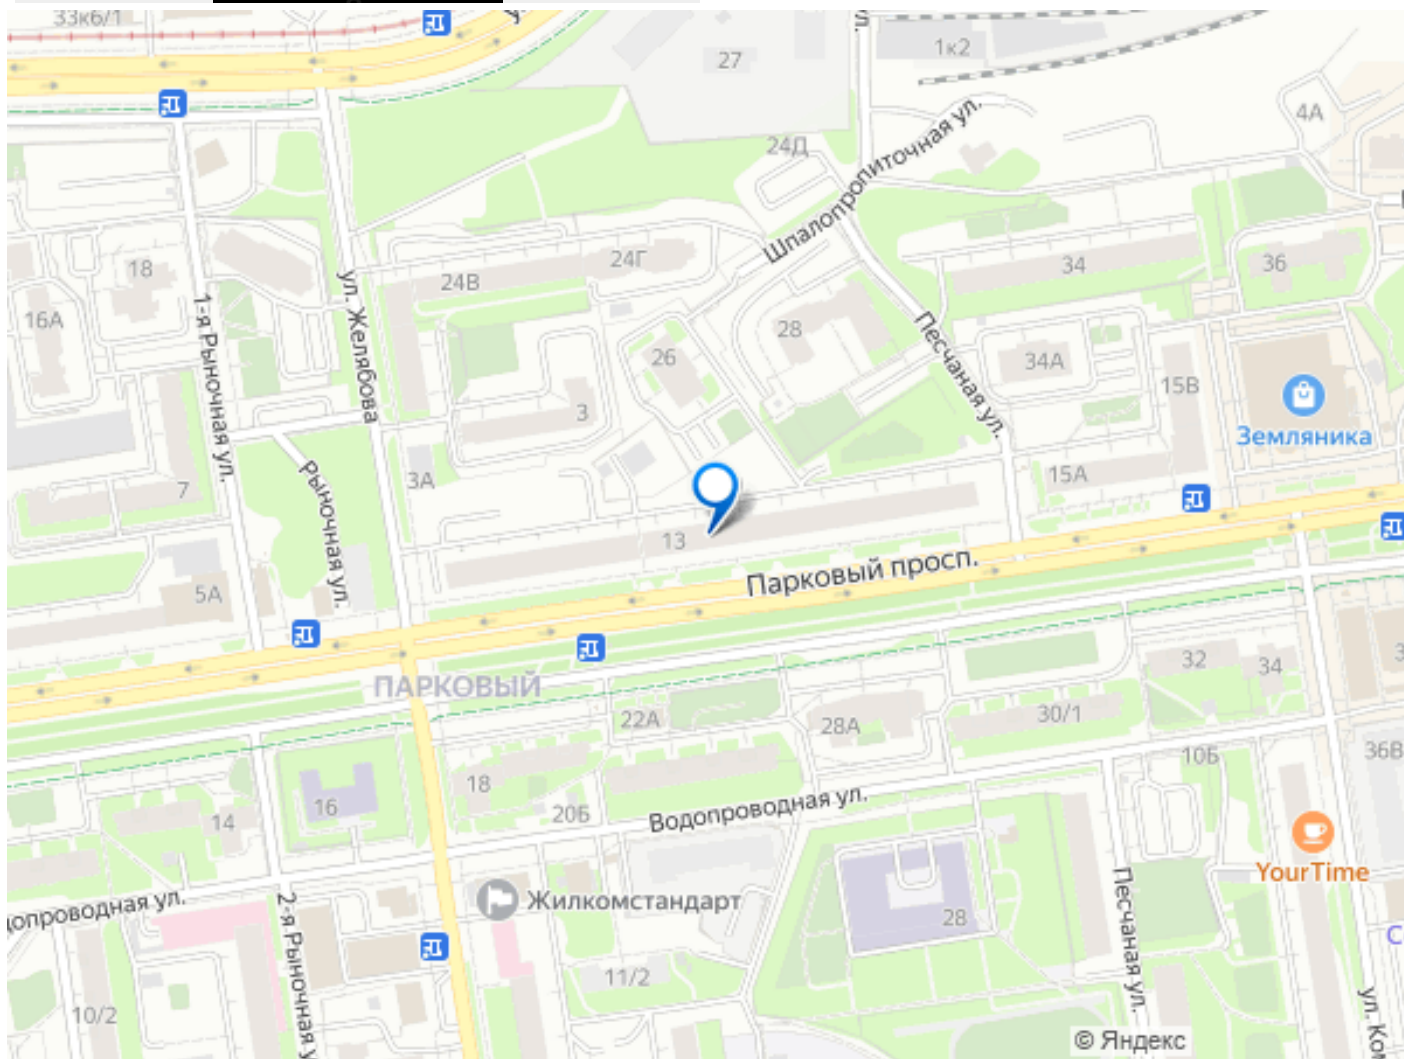 33к6/1
27
1к2
4А
24Д
Шпалопропиточная ул.
18
24В
24Г
34
36
16А
1-я Рыночная ул.
ул. Желябова
26
28
Песчаная ул.
34А
15В
Земляника
3
3А
7
Рыночная ул.
15А
13
Парковый просп.
5А
ПАРКОВЫЙ
22А
28А
30/1
32
34
10Б
36В
18
16
14
20Б
Водопроводная ул.
YourTime
Жилкомстандарт
2-я Рыночная
28
Песчаная ул.
11/2
10/2
ул.
© Яндекс